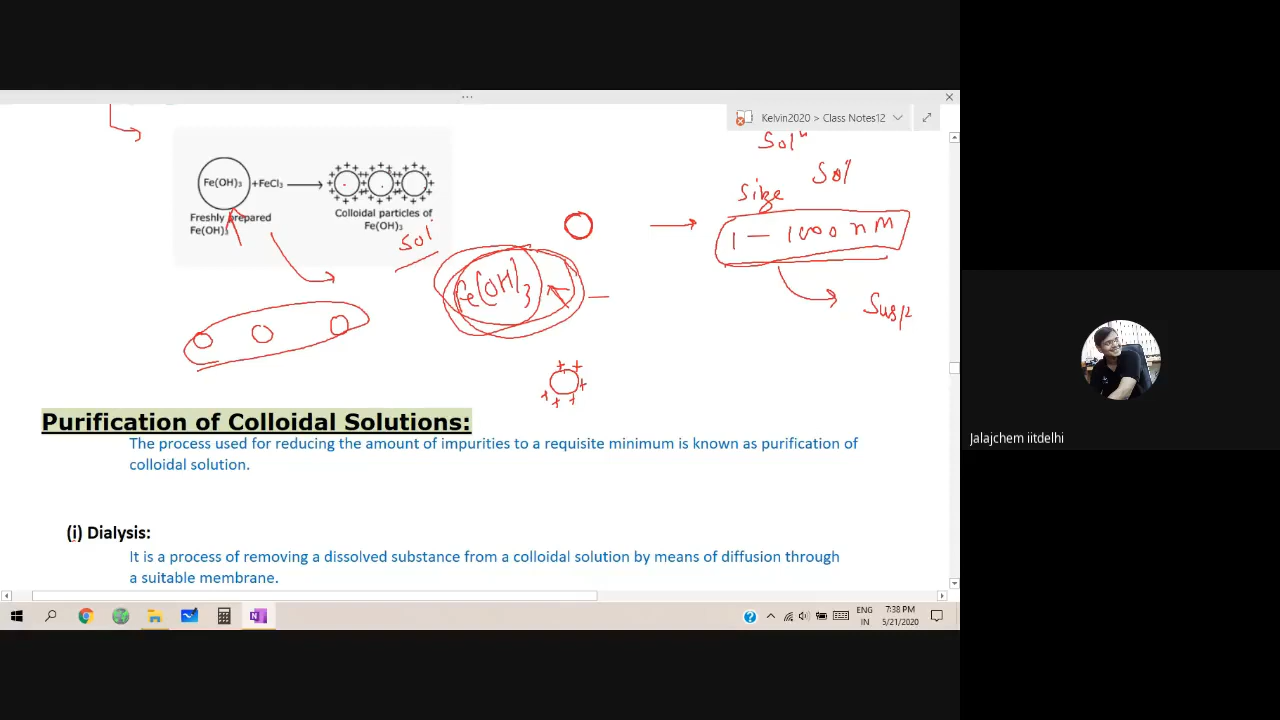 Kelvin2020 > Class Notes12
Solⁿ
Sol
Size
1 - 1000 nm
Susp
Fe(OH)₃ +FeCl₃
Freshly prepared
Fe(OH)₃
Colloidal particles of
Fe(OH)₃
Sol
Fe(OH)₃
Purification of Colloidal Solutions:
The process used for reducing the amount of impurities to a requisite minimum is known as purification of
colloidal solution.
(i) Dialysis:
It is a process of removing a dissolved substance from a colloidal solution by means of diffusion through
a suitable membrane.
ENG
IN
7:38 PM
5/21/2020
Jalajchem iitdelhi